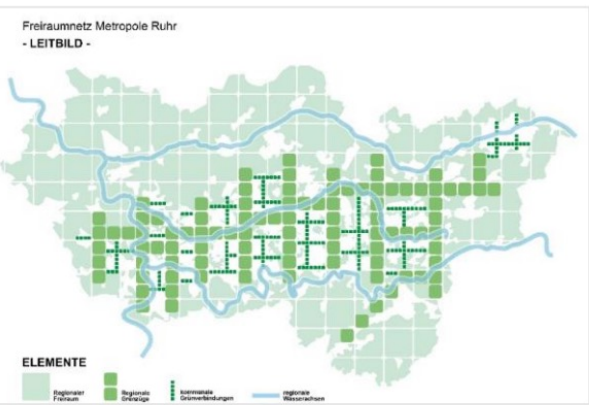 Freiraumnetz Metropole Ruhr
- LEITBILD -
ELEMENTE
Regionaler
Freiraum
Regionale
Grünzüge
kommunale
Grünverbindungen
regionale
Wasserachsen